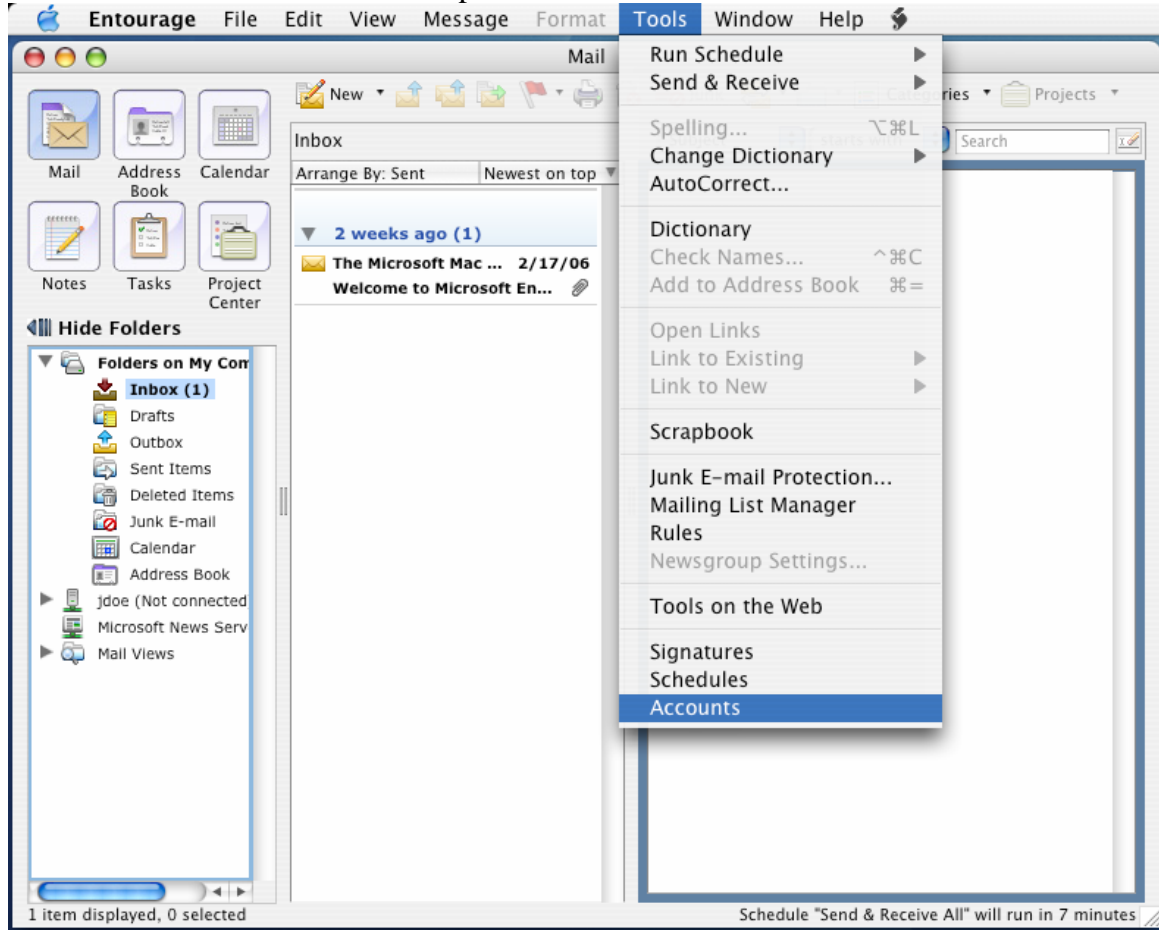 Entourage File Edit View Message Format Tools Window Help
Mail
New
ries Projects
Mail
Address Book
Calendar
Notes
Tasks
Project Center
Hide Folders
Folders on My Com
Inbox (1)
Drafts
Outbox
Sent Items
Deleted Items
Junk E-mail
Calendar
Address Book
jdoe (Not connected
Microsoft News Serv
Mail Views
Inbox
Search
Arrange By: Sent Newest on top
2 weeks ago (1)
The Microsoft Mac ... 2/17/06
Welcome to Microsoft En...
Run Schedule
Send & Receive
Spelling... ⌥⌘L
Change Dictionary
AutoCorrect...
Dictionary
Check Names... ^⌘C
Add to Address Book ⌘=
Open Links
Link to Existing
Link to New
Scrapbook
Junk E-mail Protection...
Mailing List Manager
Rules
Newsgroup Settings...
Tools on the Web
Signatures
Schedules
Accounts
1 item displayed, 0 selected
Schedule "Send & Receive All" will run in 7 minutes